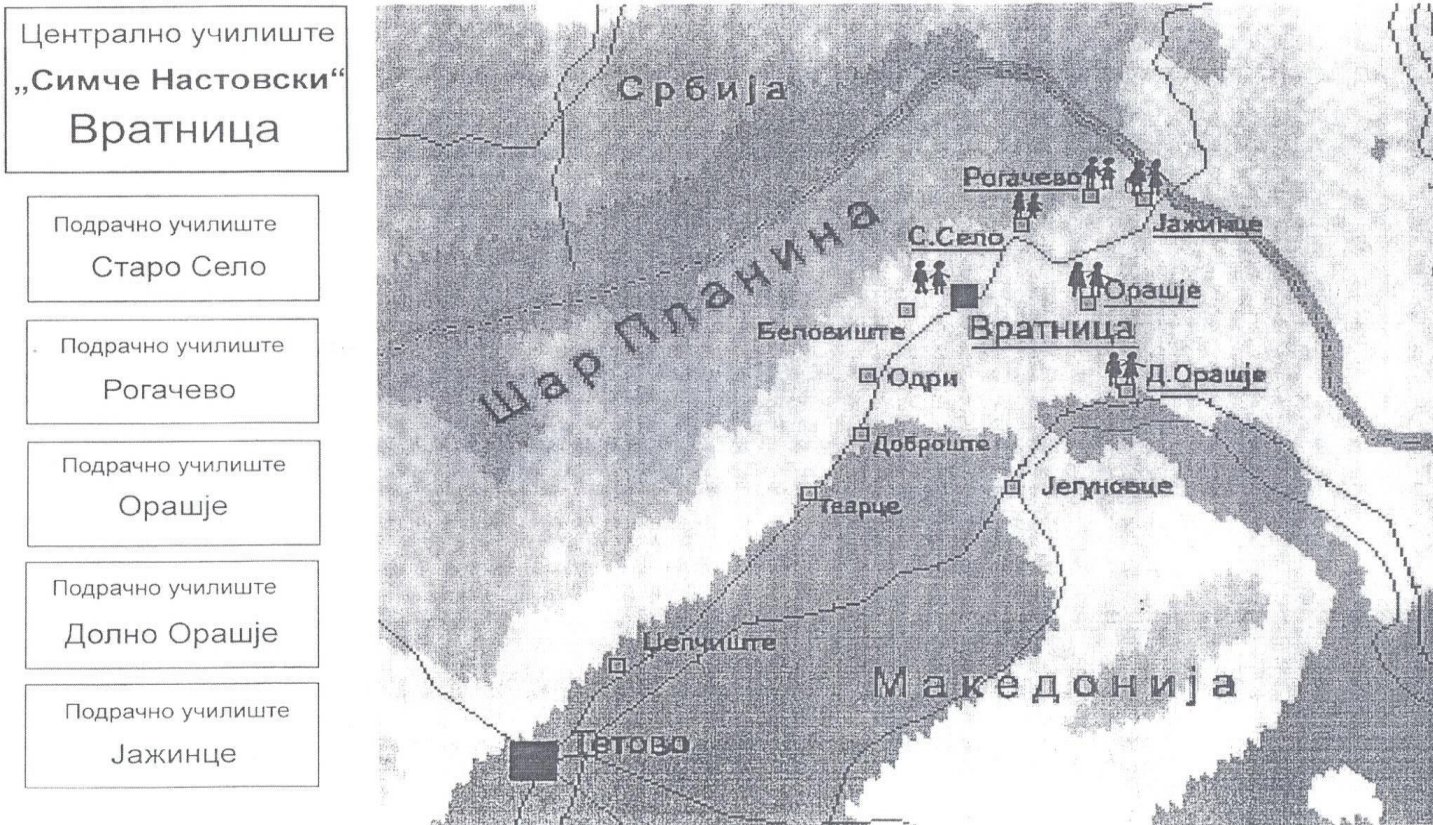 Централно училиште
„Симче Настовски“
Вратница
Подрачно училиште
Старо Село
Подрачно училиште
Рогачево
Подрачно училиште
Орашје
Подрачно училиште
Долно Орашје
Подрачно училиште
Јажинце
Србија
Шар Планина
Рогачево
Јажинце
С.Село
Орашје
Беловиште
Вратница
Одри
Д.Орашје
Доброште
Јегуновце
Теарце
Џепчиште
Македонија
Тетово